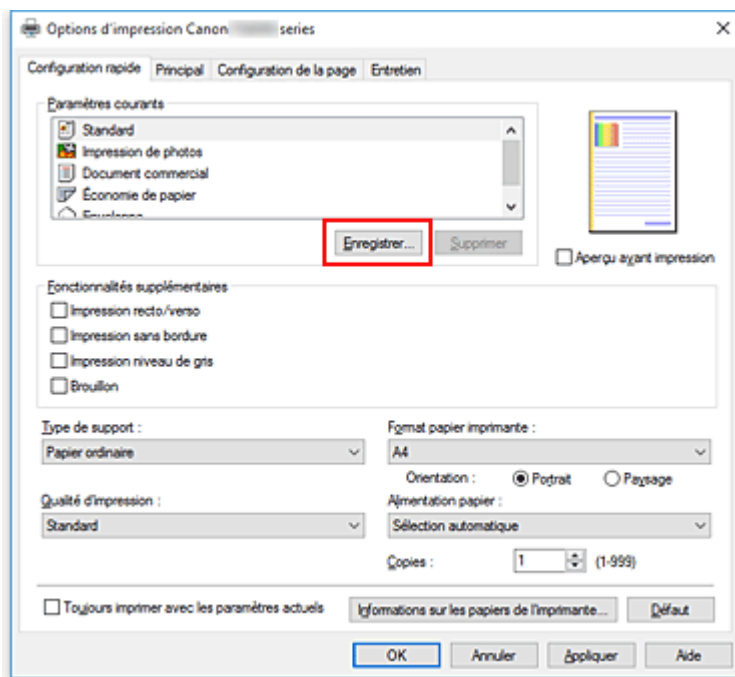 Options d'impression Canon series
Configuration rapide Principal Configuration de la page Entretien
Paramètres courants
Standard
Impression de photos
Document commercial
Économie de papier
Enregistrer... Supprimer
Aperçu avant impression
Fonctionnalités supplémentaires
Impression recto/verso
Impression sans bordure
Impression niveau de gris
Brouillon
Type de support : Format papier imprimante :
Papier ordinaire A4
Orientation : Portrait Paysage
Qualité d'impression : Alimentation papier :
Standard Sélection automatique
Copies : 1 (1-999)
Toujours imprimer avec les paramètres actuels Informations sur les papiers de l'imprimante... Défaut
OK Annuler Appliquer Aide